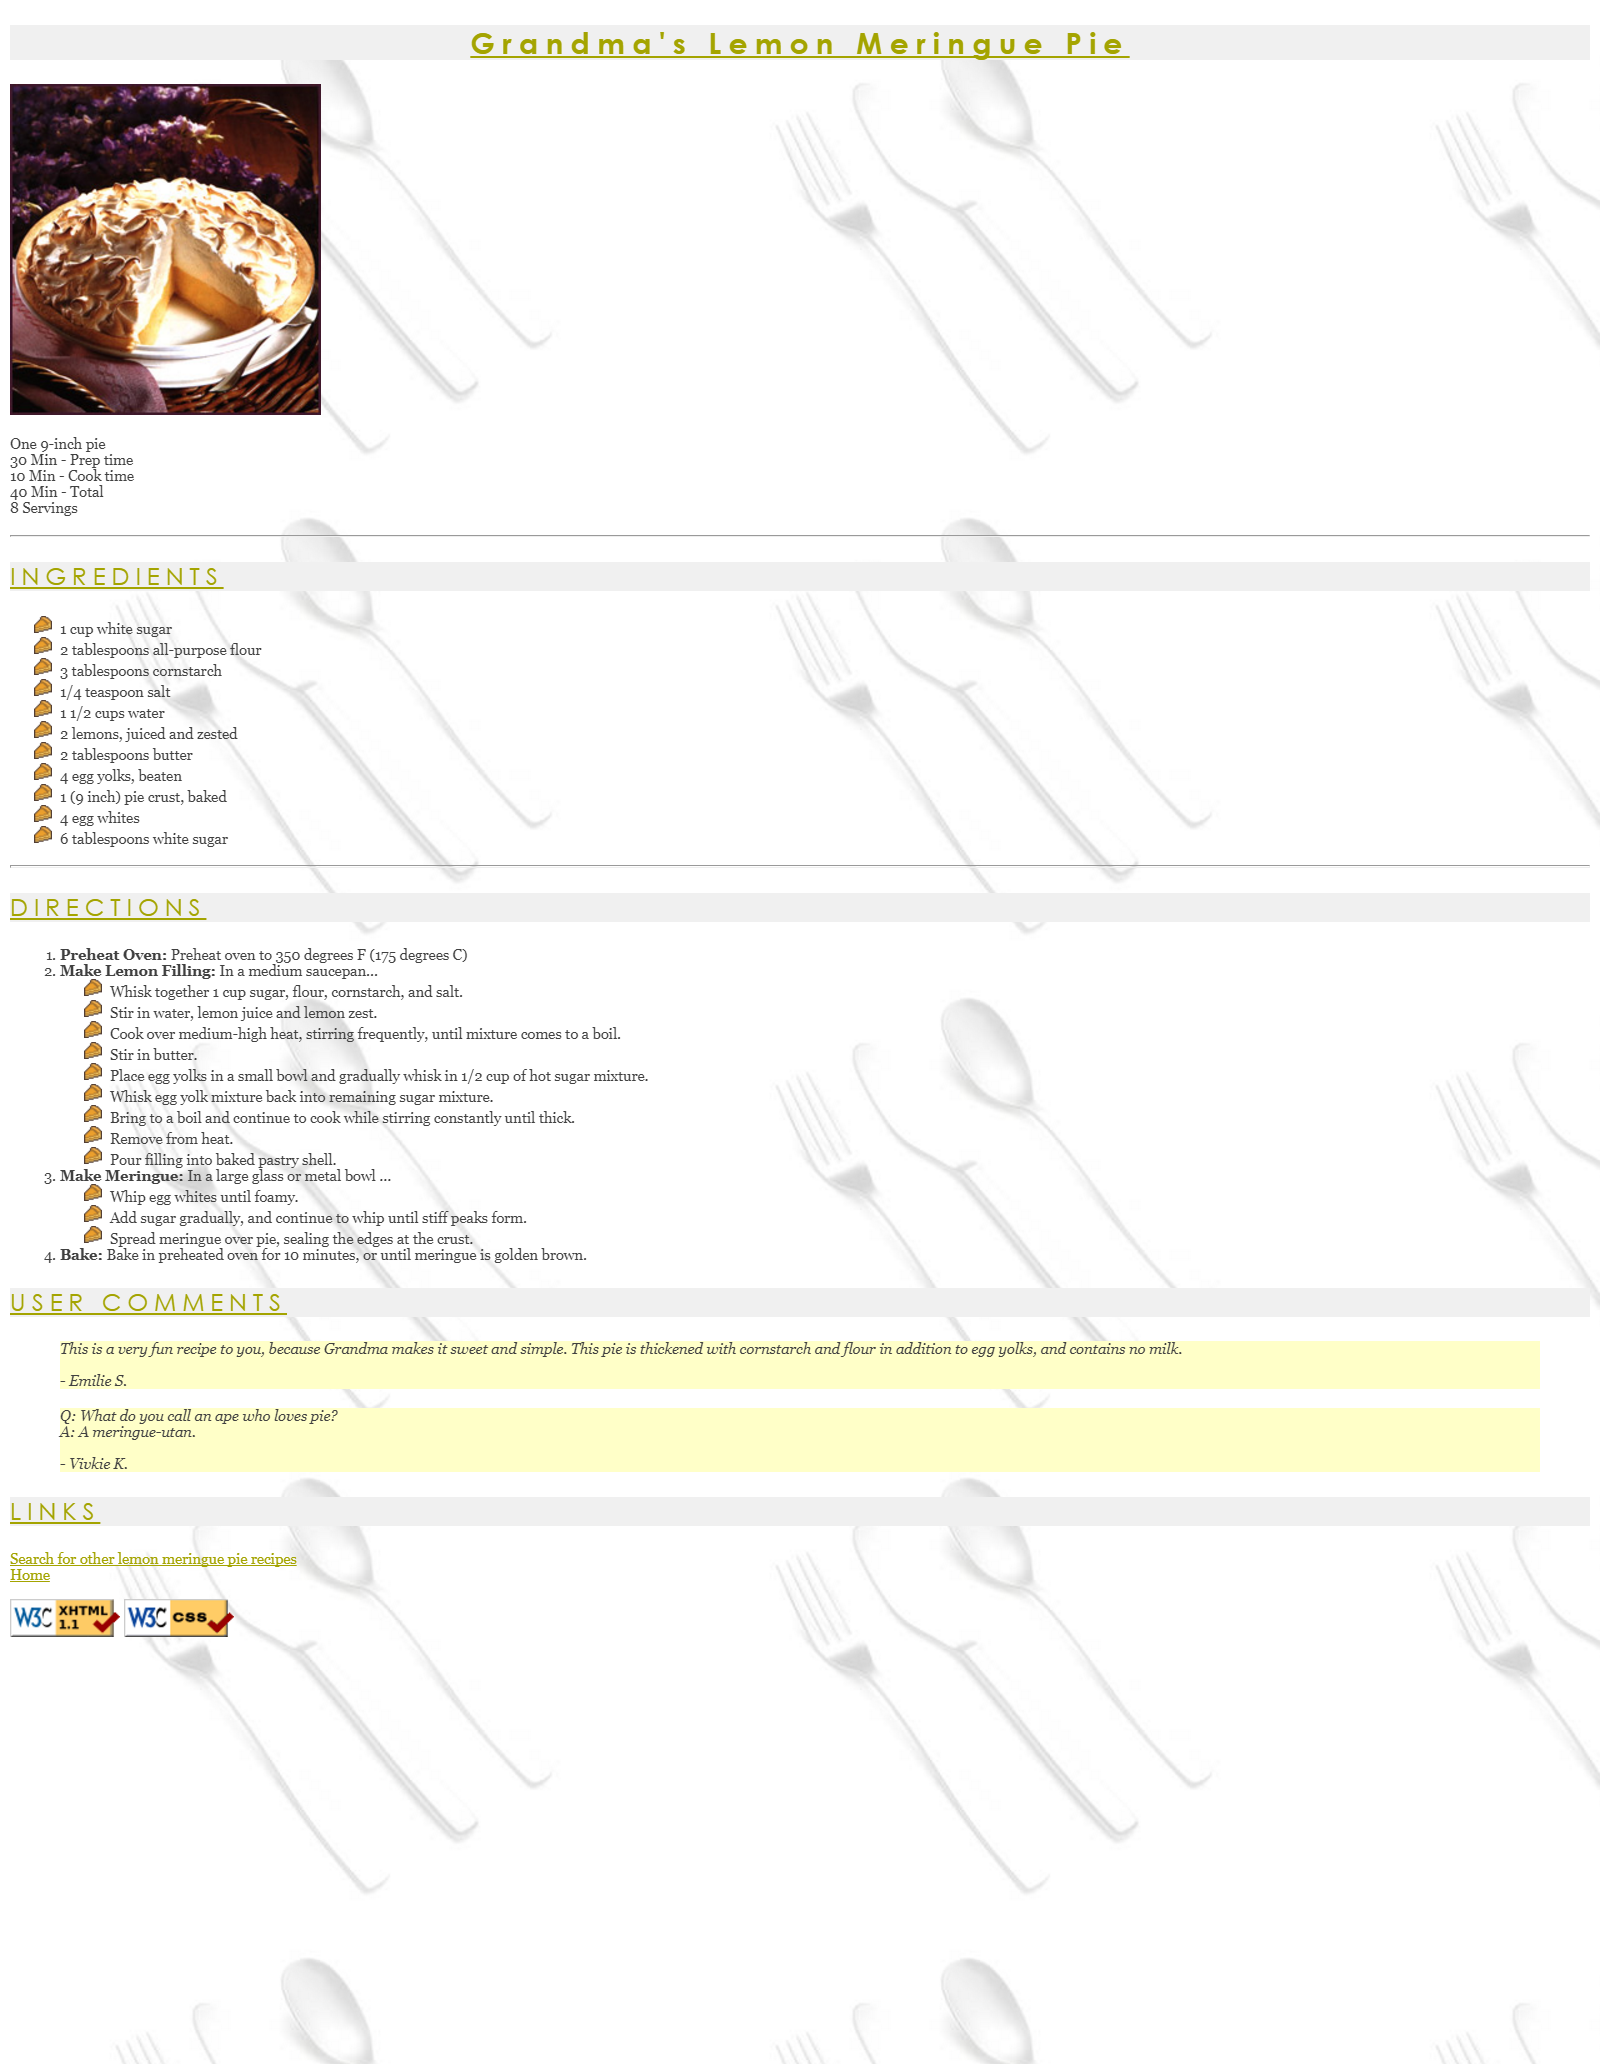 Grandma's Lemon Meringue Pie
One 9-inch pie
30 Min - Prep time
10 Min - Cook time
40 Min - Total
8 Servings
INGREDIENTS
1 cup white sugar
2 tablespoons all-purpose flour
3 tablespoons cornstarch
1/4 teaspoon salt
1 1/2 cups water
2 lemons, juiced and zested
2 tablespoons butter
4 egg yolks, beaten
1 (9 inch) pie crust, baked
4 egg whites
6 tablespoons white sugar
DIRECTIONS
1. Preheat Oven: Preheat oven to 350 degrees F (175 degrees C)
2. Make Lemon Filling: In a medium saucepan...
Whisk together 1 cup sugar, flour, cornstarch, and salt.
Stir in water, lemon juice and lemon zest.
Cook over medium-high heat, stirring frequently, until mixture comes to a boil.
Stir in butter.
Place egg yolks in a small bowl and gradually whisk in 1/2 cup of hot sugar mixture.
Whisk egg yolk mixture back into remaining sugar mixture.
Bring to a boil and continue to cook while stirring constantly until thick.
Remove from heat.
Pour filling into baked pastry shell.
3. Make Meringue: In a large glass or metal bowl ...
Whip egg whites until foamy.
Add sugar gradually, and continue to whip until stiff peaks form.
Spread meringue over pie, sealing the edges at the crust.
4. Bake: Bake in preheated oven for 10 minutes, or until meringue is golden brown.
USER COMMENTS
This is a very fun recipe to you, because Grandma makes it sweet and simple. This pie is thickened with cornstarch and flour in addition to egg yolks, and contains no milk.
- Emilie S.
Q: What do you call an ape who loves pie?
A: A meringue-utan.
- Vivkie K.
LINKS
Search for other lemon meringue pie recipes
Home
W3C XHTML 1.1 W3C CSS